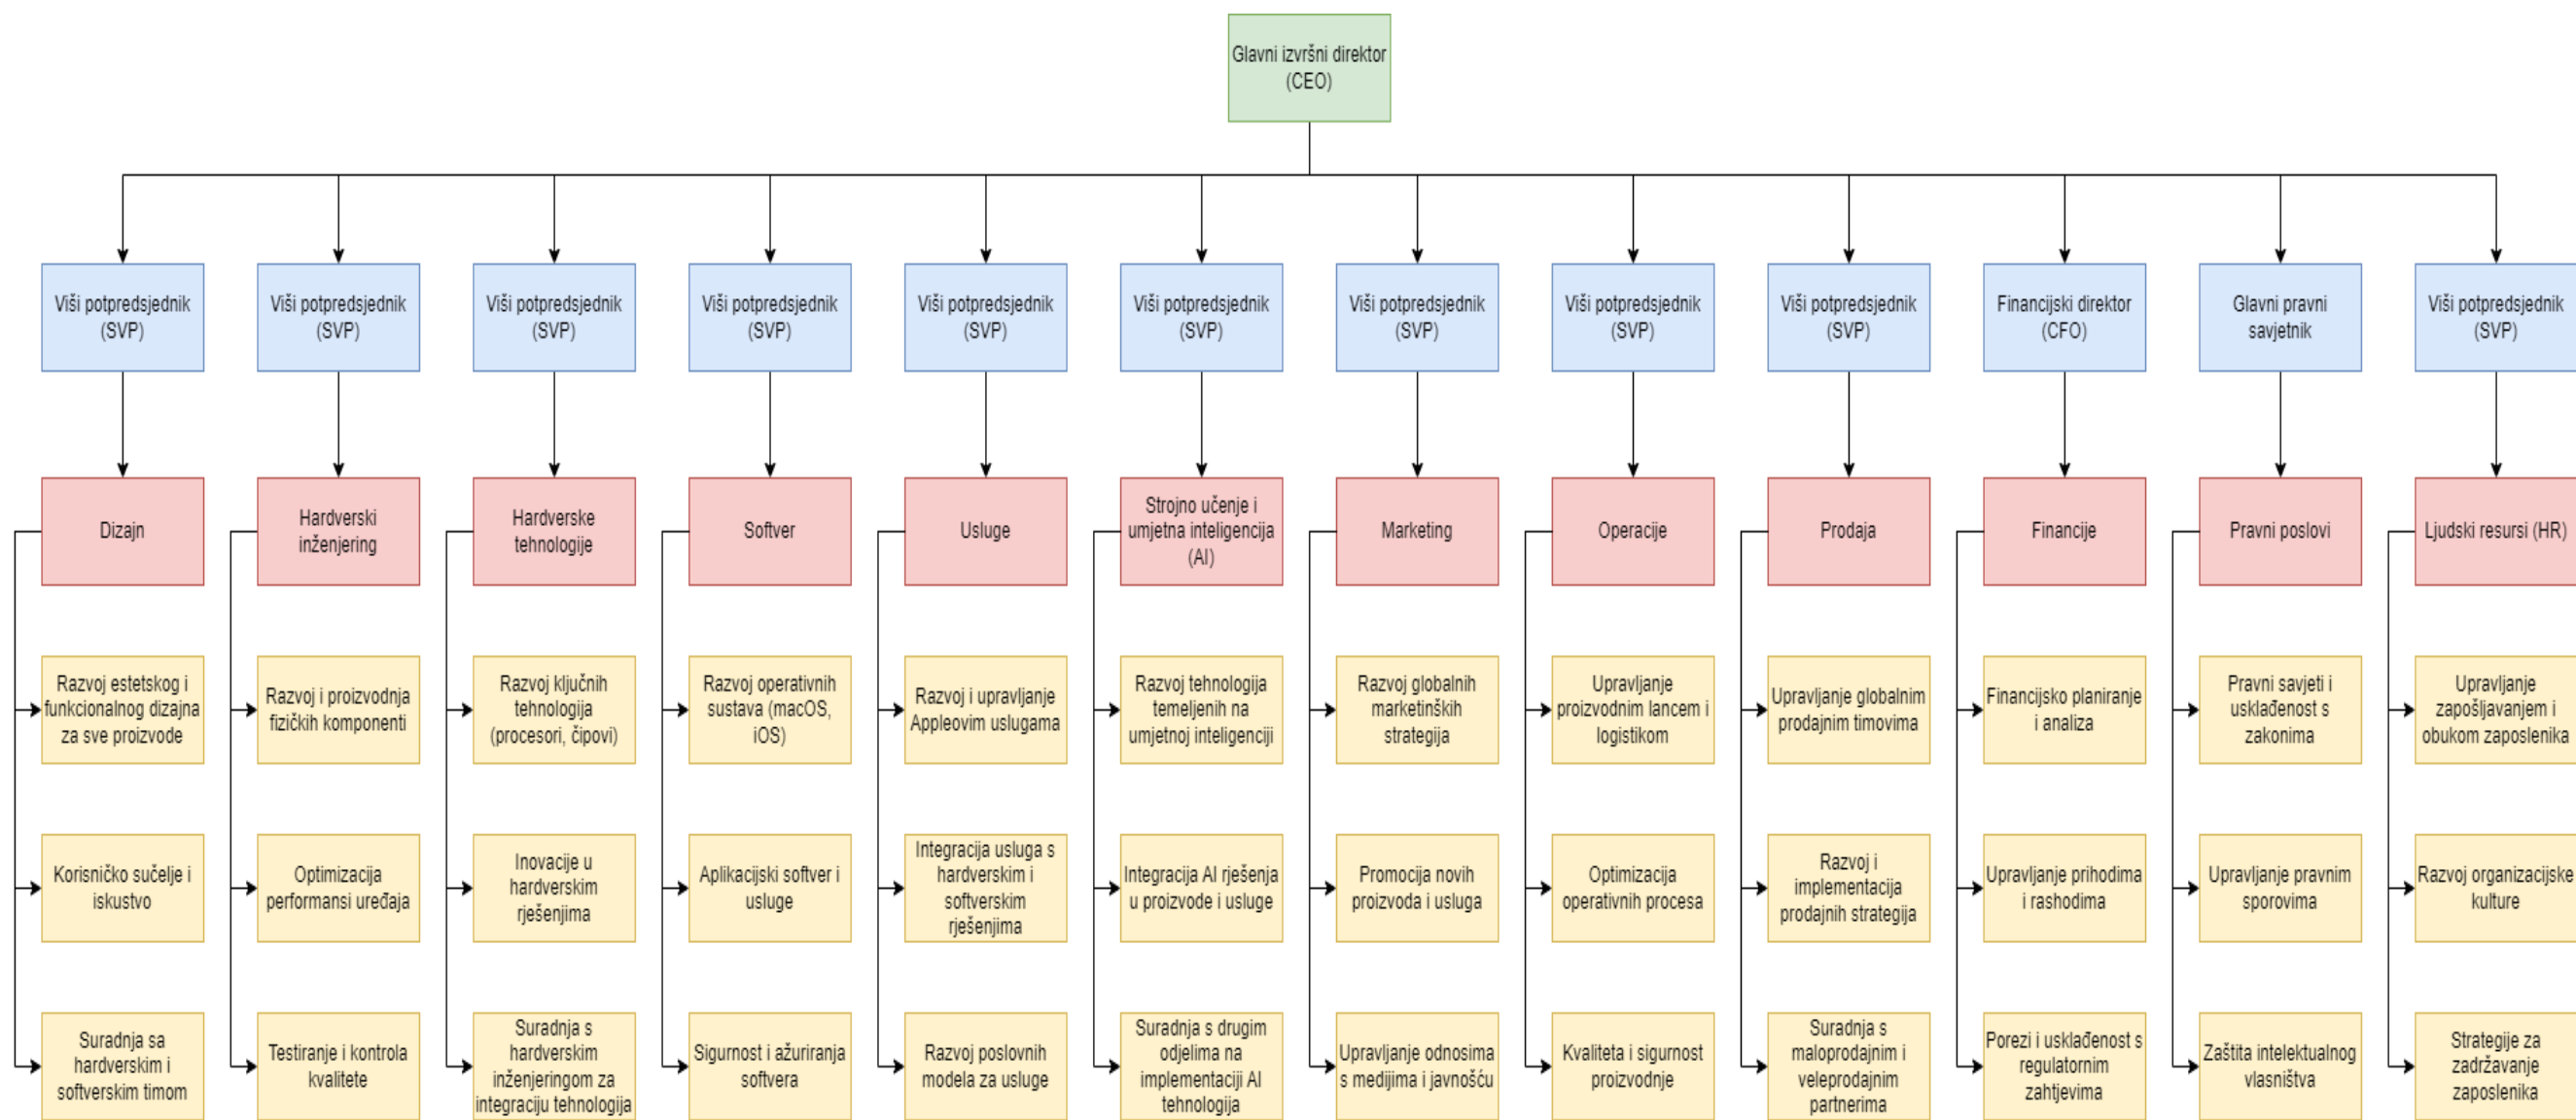 Glavni izvršni direktor
(CEO)
Viši potpredsjednik
(SVP)
Viši potpredsjednik
(SVP)
Viši potpredsjednik
(SVP)
Viši potpredsjednik
(SVP)
Viši potpredsjednik
(SVP)
Viši potpredsjednik
(SVP)
Viši potpredsjednik
(SVP)
Viši potpredsjednik
(SVP)
Viši potpredsjednik
(SVP)
Financijski direktor
(CFO)
Glavni pravni
savjetnik
Viši potpredsjednik
(SVP)
Dizajn
Hardverski
inženjering
Hardverske
tehnologije
Softver
Usluge
Strojno učenje i
umjetna inteligencija
(AI)
Marketing
Operacije
Prodaja
Financije
Pravni poslovi
Ljudski resursi (HR)
Razvoj estetskog i
funkcionalnog dizajna
za sve proizvode
Razvoj i proizvodnja
fizičkih komponenti
Razvoj ključnih
tehnologija
(procesori, čipovi)
Razvoj operativnih
sustava (macOS,
iOS)
Razvoj i upravljanje
Appleovim uslugama
Razvoj tehnologija
temeljenih na
umjetnoj inteligenciji
Razvoj globalnih
marketinških
strategija
Upravljanje
proizvodnim lancem i
logistikom
Upravljanje globalnim
prodajnim timovima
Financijsko planiranje
i analiza
Pravni savjeti i
usklađenost s
zakonima
Upravljanje
zapošljavanjem i
obukom zaposlenika
Korisničko sučelje i
iskustvo
Optimizacija
performansi uređaja
Inovacije u
hardverskim
rješenjima
Aplikacijski softver i
usluge
Integracija usluga s
hardverskim i
softverskim
rješenjima
Integracija AI rješenja
u proizvode i usluge
Promocija novih
proizvoda i usluga
Optimizacija
operativnih procesa
Razvoj i
implementacija
prodajnih strategija
Upravljanje prihodima
i rashodima
Upravljanje pravnim
sporovima
Razvoj organizacijske
kulture
Suradnja sa
hardverskim i
softverskim timom
Testiranje i kontrola
kvalitete
Suradnja s
hardverskim
inženjeringom za
integraciju tehnologija
Sigurnost i ažuriranja
softvera
Razvoj poslovnih
modela za usluge
Suradnja s drugim
odjelima na
implementaciji AI
tehnologija
Upravljanje odnosima
s medijima i javnošću
Kvaliteta i sigurnost
proizvodnje
Suradnja s
maloprodajnim i
veleprodajnim
partnerima
Porezi i usklađenost s
regulatornim
zahtjevima
Zaštita intelektualnog
vlasništva
Strategije za
zadržavanje
zaposlenika